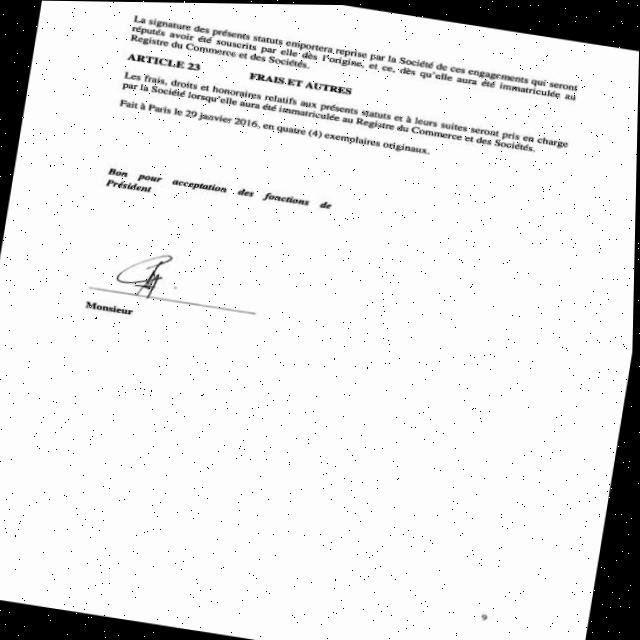 La signature des présents statuts emportera reprise par la Société de ces engagements qui seront
réputés avoir été souscrits par elle dès l'origine, et ce, dès qu'elle aura été immatriculée au
Registre du Commerce et des Sociétés.
ARTICLE 23 FRAIS ET AUTRES
Les frais, droits et honoraires relatifs aux présents statuts et à leurs suites seront pris en charge
par la Société lorsqu'elle aura été immatriculée au Registre du Commerce et des Sociétés.
Fait à Paris le 29 janvier 2016, en quatre (4) exemplaires originaux.
Bon pour acceptation des fonctions de
Président
Monsieur
9